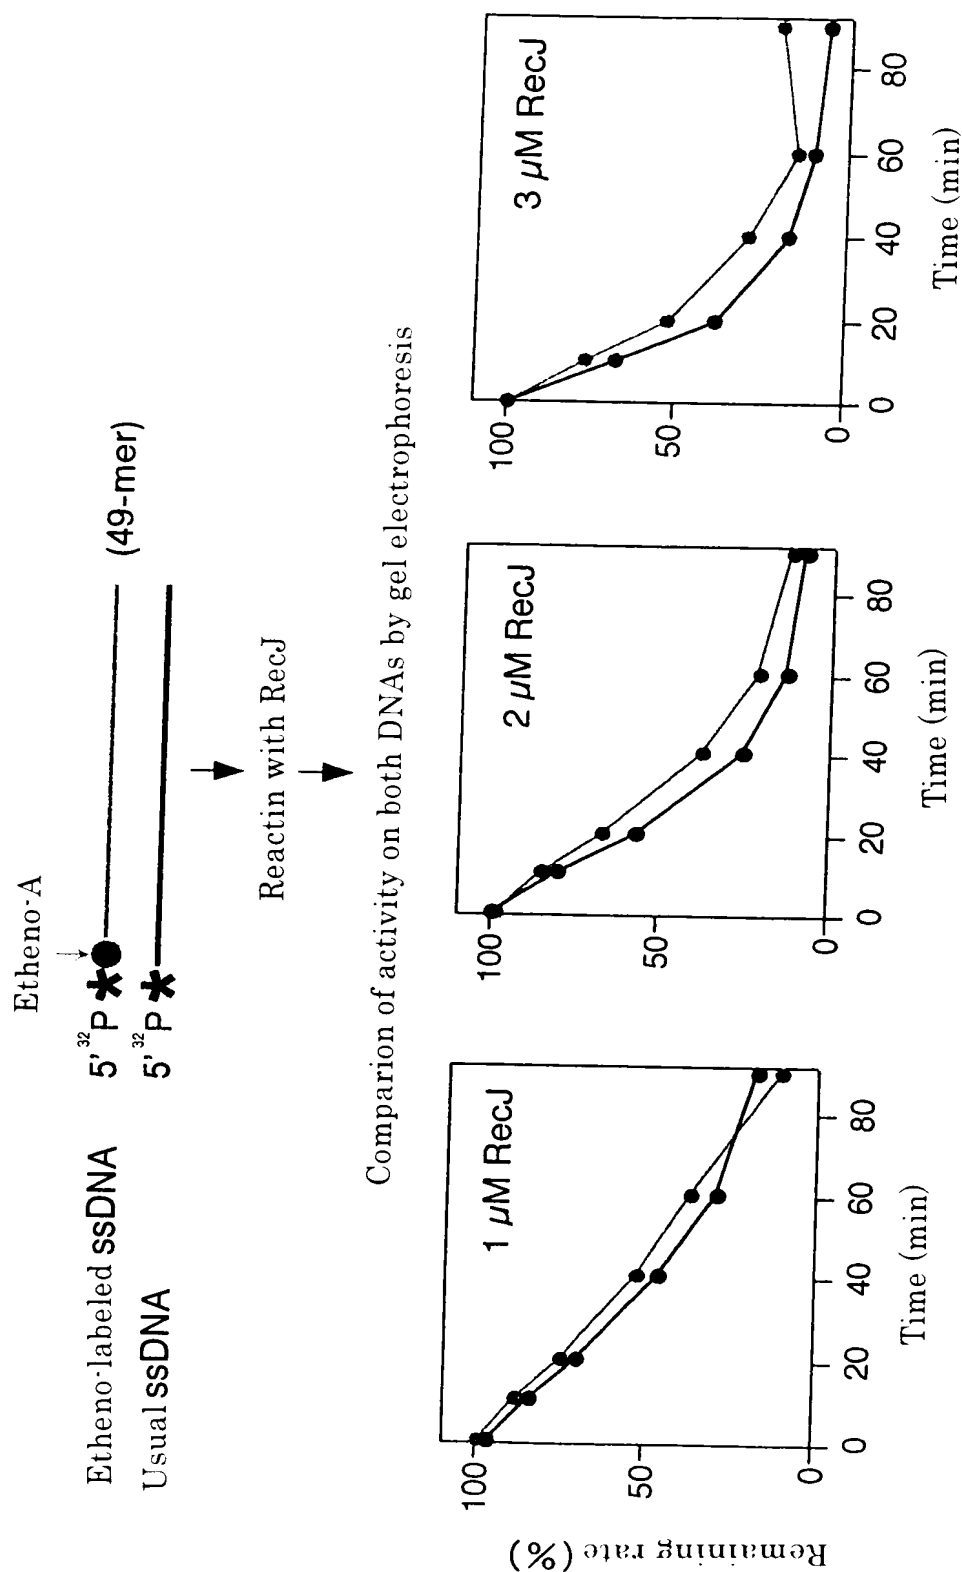 Etheno-A
Etheno-labeled ssDNA 5' ³²P* (49-mer)
Usual ssDNA 5' ³²P*
Reactin with RecJ
Comparion of activity on both DNAs by gel electrophoresis
Remaining rate (%)
1 μM RecJ
100
50
0
0 20 40 60 80
Time (min)
2 μM RecJ
100
50
0
0 20 40 60 80
Time (min)
3 μM RecJ
100
50
0
0 20 40 60 80
Time (min)